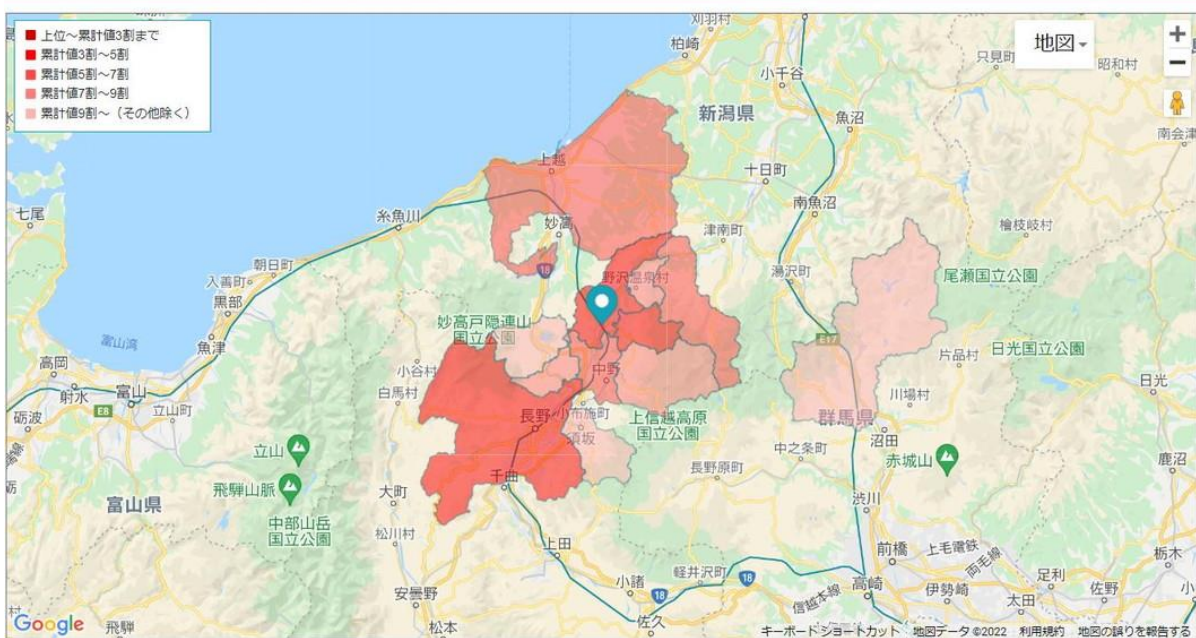 上位～累計値3割まで
累計値3割～5割
累計値5割～7割
累計値7割～9割
累計値9割～（その他除く）
地図
刈羽村
柏崎
只見町
昭和村
小千谷
新潟県
魚沼
南会津
上越
十日町
七尾
糸魚川
妙高
南魚沼
津南町
檜枝岐村
朝日町
入善町
黒部
18
野沢温泉村
湯沢町
尾瀬国立公園
富山湾
魚津
妙高戸隠連山
国立公園
E17
片品村
日光国立公園
高岡
射水
富山
小谷村
白馬村
中野
日光
砺波
E8
立山町
長野
小布施町
須坂
上信越高原
国立公園
群馬県
川場村
沼田
立山
中之条町
赤城山
鹿沼
飛騨山脈
千曲
長野原町
富山県
大町
渋川
中部山岳
国立公園
松川村
上田
前橋
上毛電鉄
両毛線
栃木
安曇野
小諸
軽井沢町
18
高崎
足利
佐野
伊勢崎
信越本線
太田
18
Google
飛騨
松本
佐久
キーボード ショートカット
地図データ ©2022
利用規約
地図の誤りを報告する